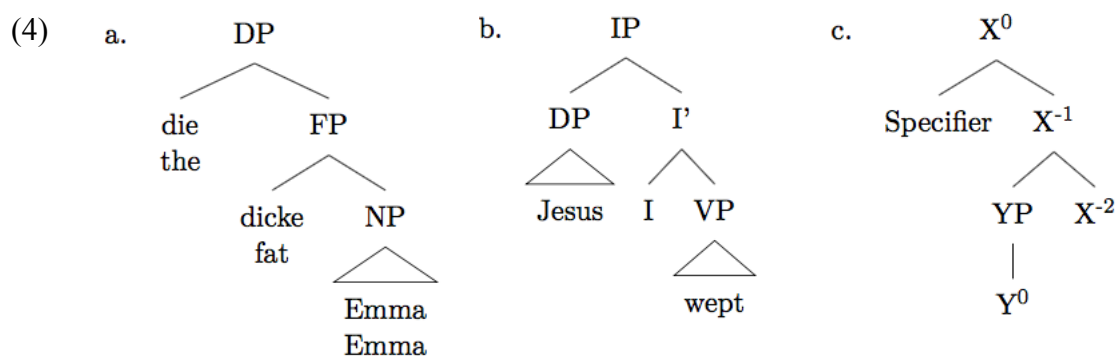 (4) a. DP b. IP c. X⁰
die FP DP I' Specifier X⁻¹
the
dicke NP Jesus I VP YP X⁻²
fat
Emma wept Y⁰
Emma